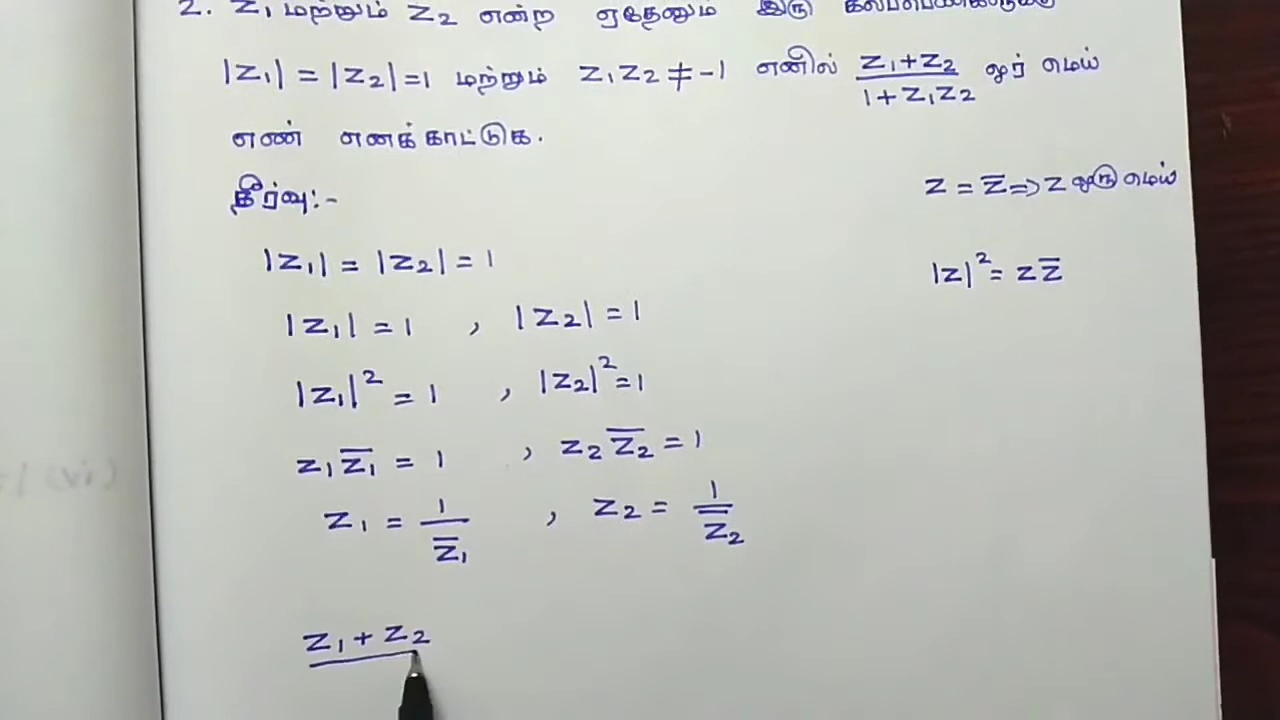 2. z₁ மற்றும் z₂ என்ற ஏதேனும் இரு
|z₁| = |z₂| = 1 மற்றும் z₁z₂ ≠ -1 எனில் (z₁+z₂)/(1+z₁z₂) ஓர் மெய்
எண் எனக்காட்டுக.
z = z̅ => z ஒரு மெய்
தீர்வு:-
|z₁| = |z₂| = 1
|z|² = zz̅
|z₁| = 1 , |z₂| = 1
|z₁|² = 1 , |z₂|² = 1
z₁z̅₁ = 1 , z₂z̅₂ = 1
z₁ = 1/z̅₁ , z₂ = 1/z̅₂
z₁ + z₂